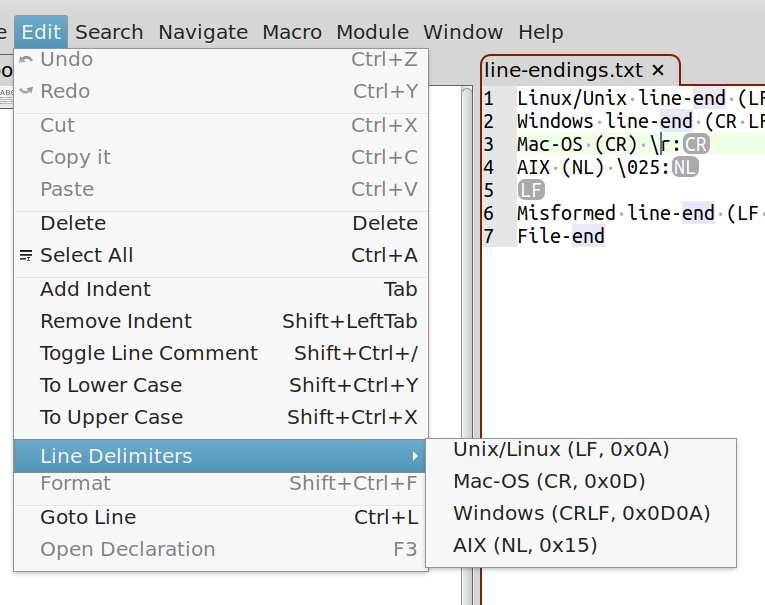 Edit Search Navigate Macro Module Window Help
Undo Ctrl+Z
Redo Ctrl+Y
Cut Ctrl+X
Copy it Ctrl+C
Paste Ctrl+V
Delete Delete
Select All Ctrl+A
Add Indent Tab
Remove Indent Shift+LeftTab
Toggle Line Comment Shift+Ctrl+/
To Lower Case Shift+Ctrl+Y
To Upper Case Shift+Ctrl+X
Line Delimiters
Format Shift+Ctrl+F
Goto Line Ctrl+L
Open Declaration F3
Unix/Linux (LF, 0x0A)
Mac-OS (CR, 0x0D)
Windows (CRLF, 0x0D0A)
AIX (NL, 0x15)
line-endings.txt ×
1 Linux/Unix·line-end·(LF
2 Windows·line-end·(CR·LF
3 Mac-OS·(CR)·\r:CR
4 AIX·(NL)·\025:NL
5 LF
6 Misformed·line-end·(LF·
7 File-end